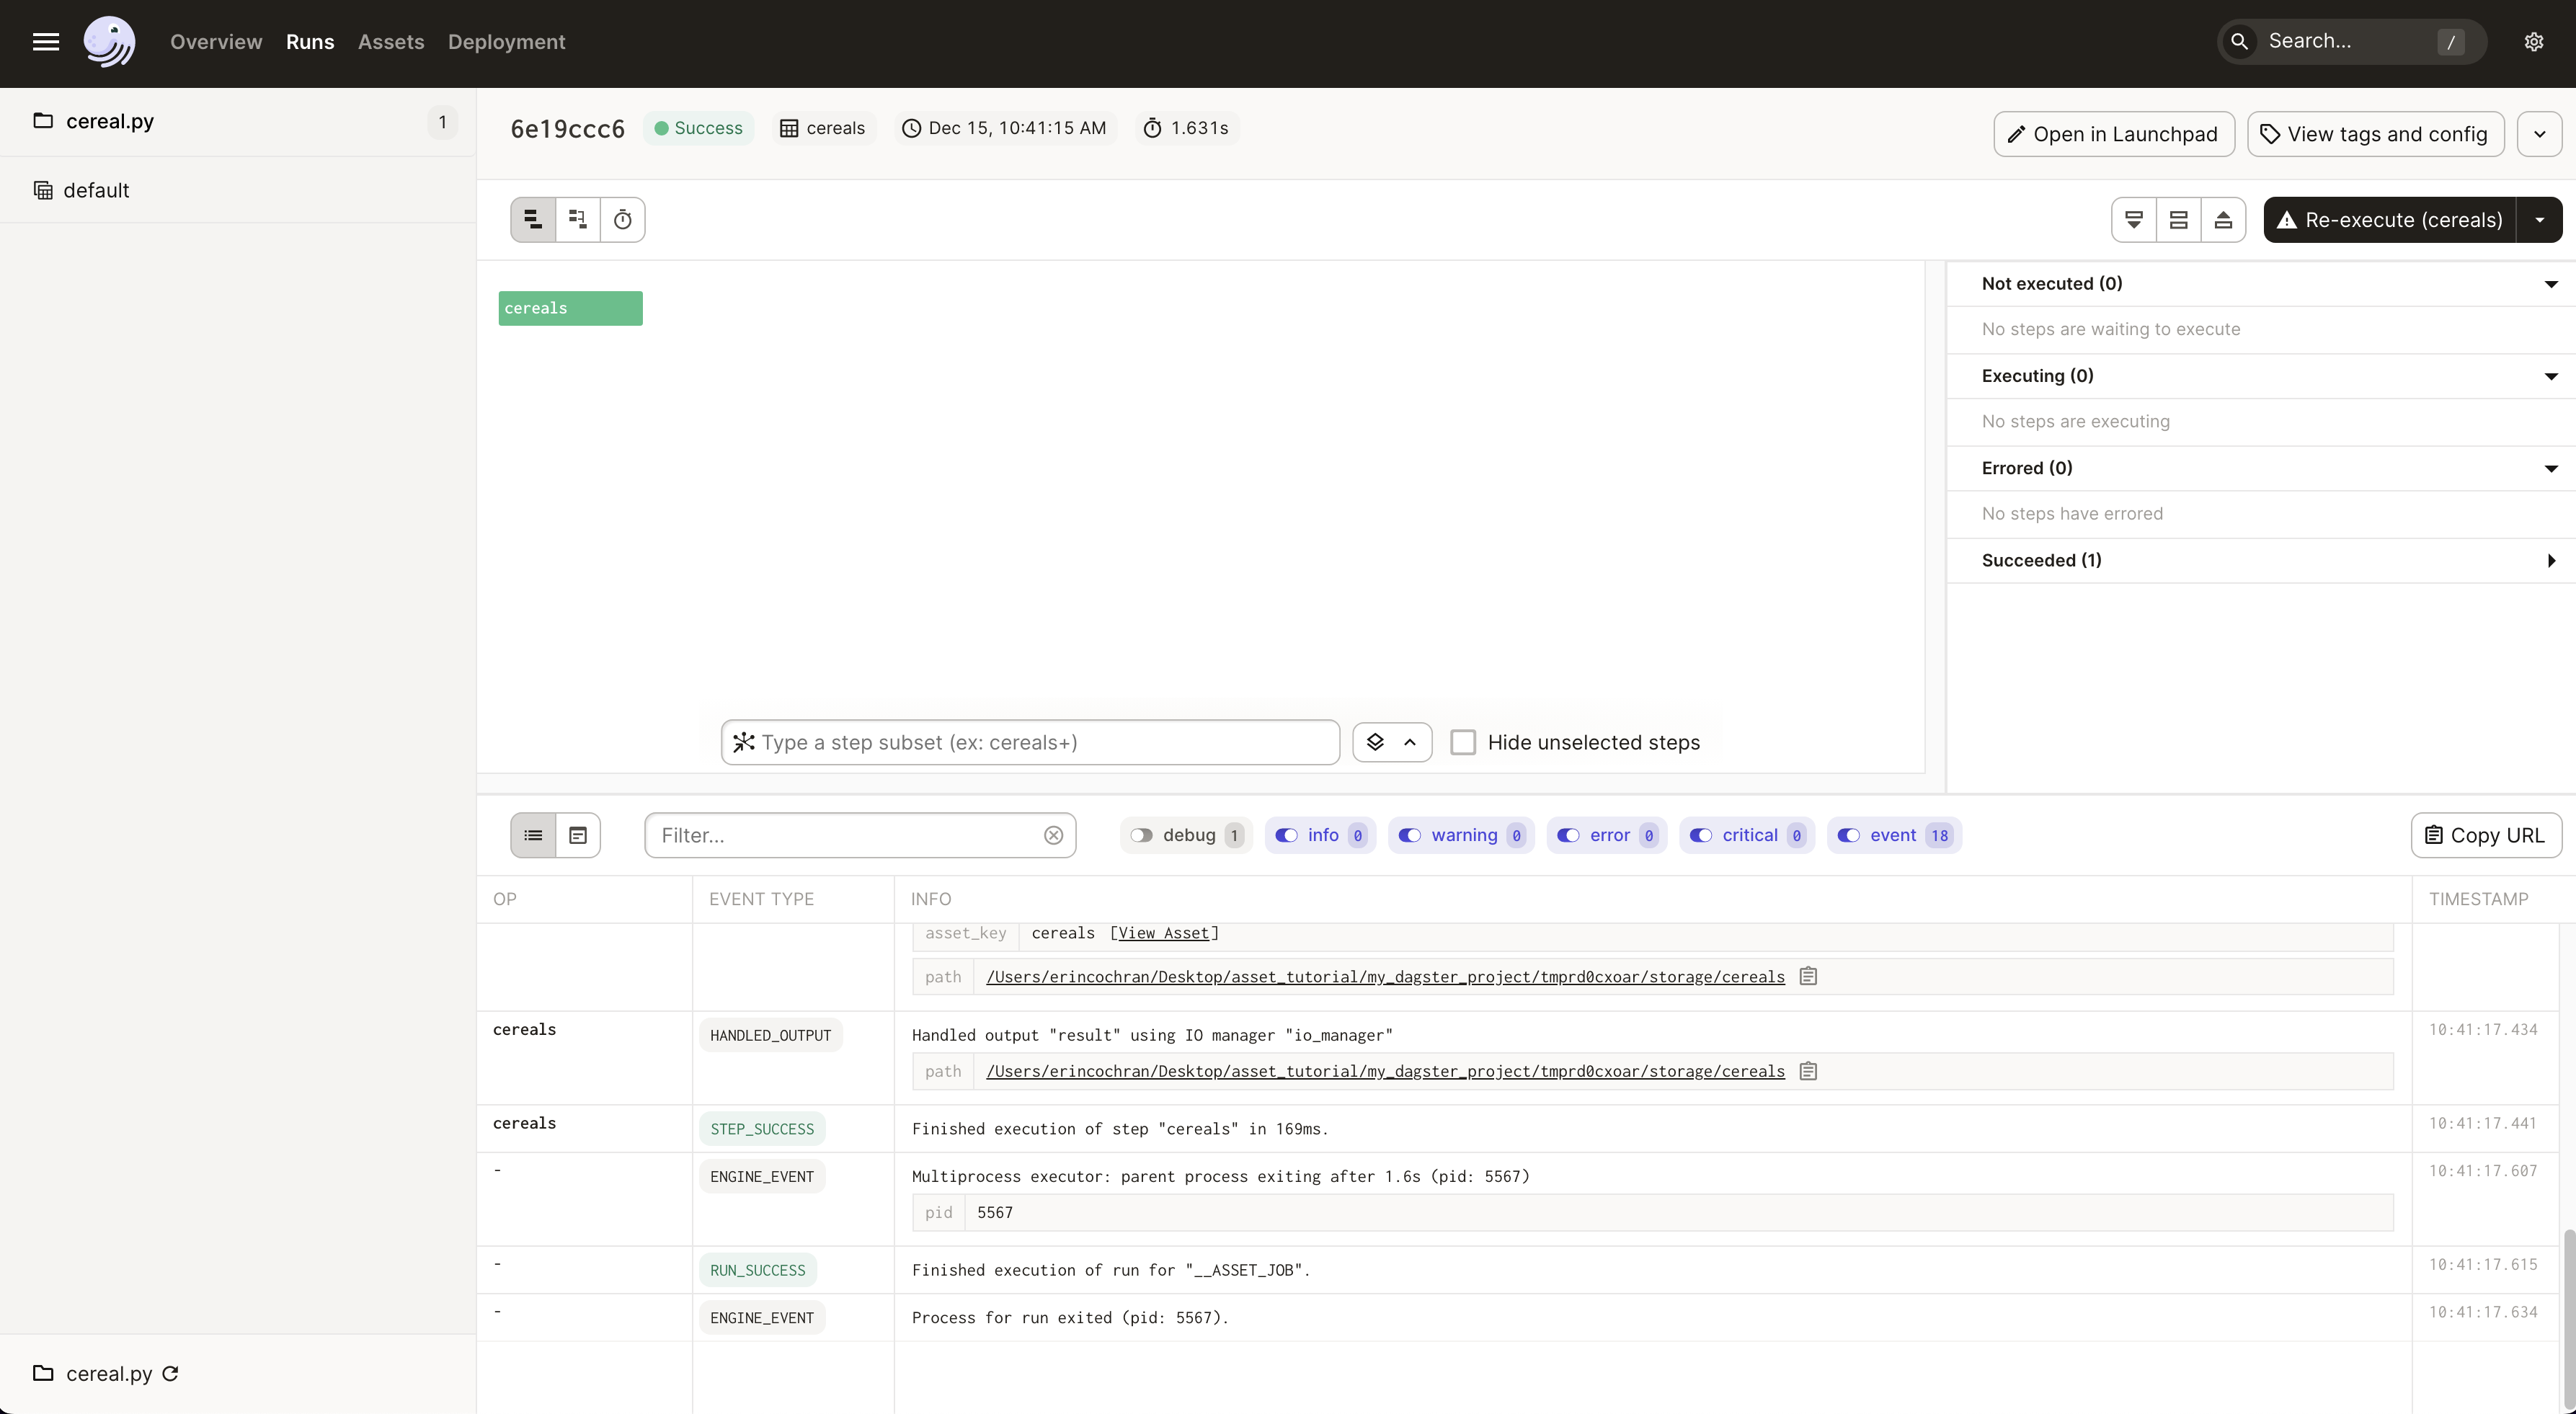 Overview Runs Assets Deployment Search... /
cereal.py 1
default
6e19ccc6 Success cereals Dec 15, 10:41:15 AM 1.631s Open in Launchpad View tags and config
Re-execute (cereals)
cereals
Not executed (0)
No steps are waiting to execute
Executing (0)
No steps are executing
Errored (0)
No steps have errored
Succeeded (1)
Type a step subset (ex: cereals+) Hide unselected steps
Filter... debug 1 info 0 warning 0 error 0 critical 0 event 18 Copy URL
OP EVENT TYPE INFO TIMESTAMP
asset_key cereals [View Asset]
path /Users/erincochran/Desktop/asset_tutorial/my_dagster_project/tmprd0cxoar/storage/cereals
cereals HANDLED_OUTPUT Handled output "result" using IO manager "io_manager" 10:41:17.434
path /Users/erincochran/Desktop/asset_tutorial/my_dagster_project/tmprd0cxoar/storage/cereals
cereals STEP_SUCCESS Finished execution of step "cereals" in 169ms. 10:41:17.441
- ENGINE_EVENT Multiprocess executor: parent process exiting after 1.6s (pid: 5567) 10:41:17.607
pid 5567
- RUN_SUCCESS Finished execution of run for "__ASSET_JOB". 10:41:17.615
- ENGINE_EVENT Process for run exited (pid: 5567). 10:41:17.634
cereal.py